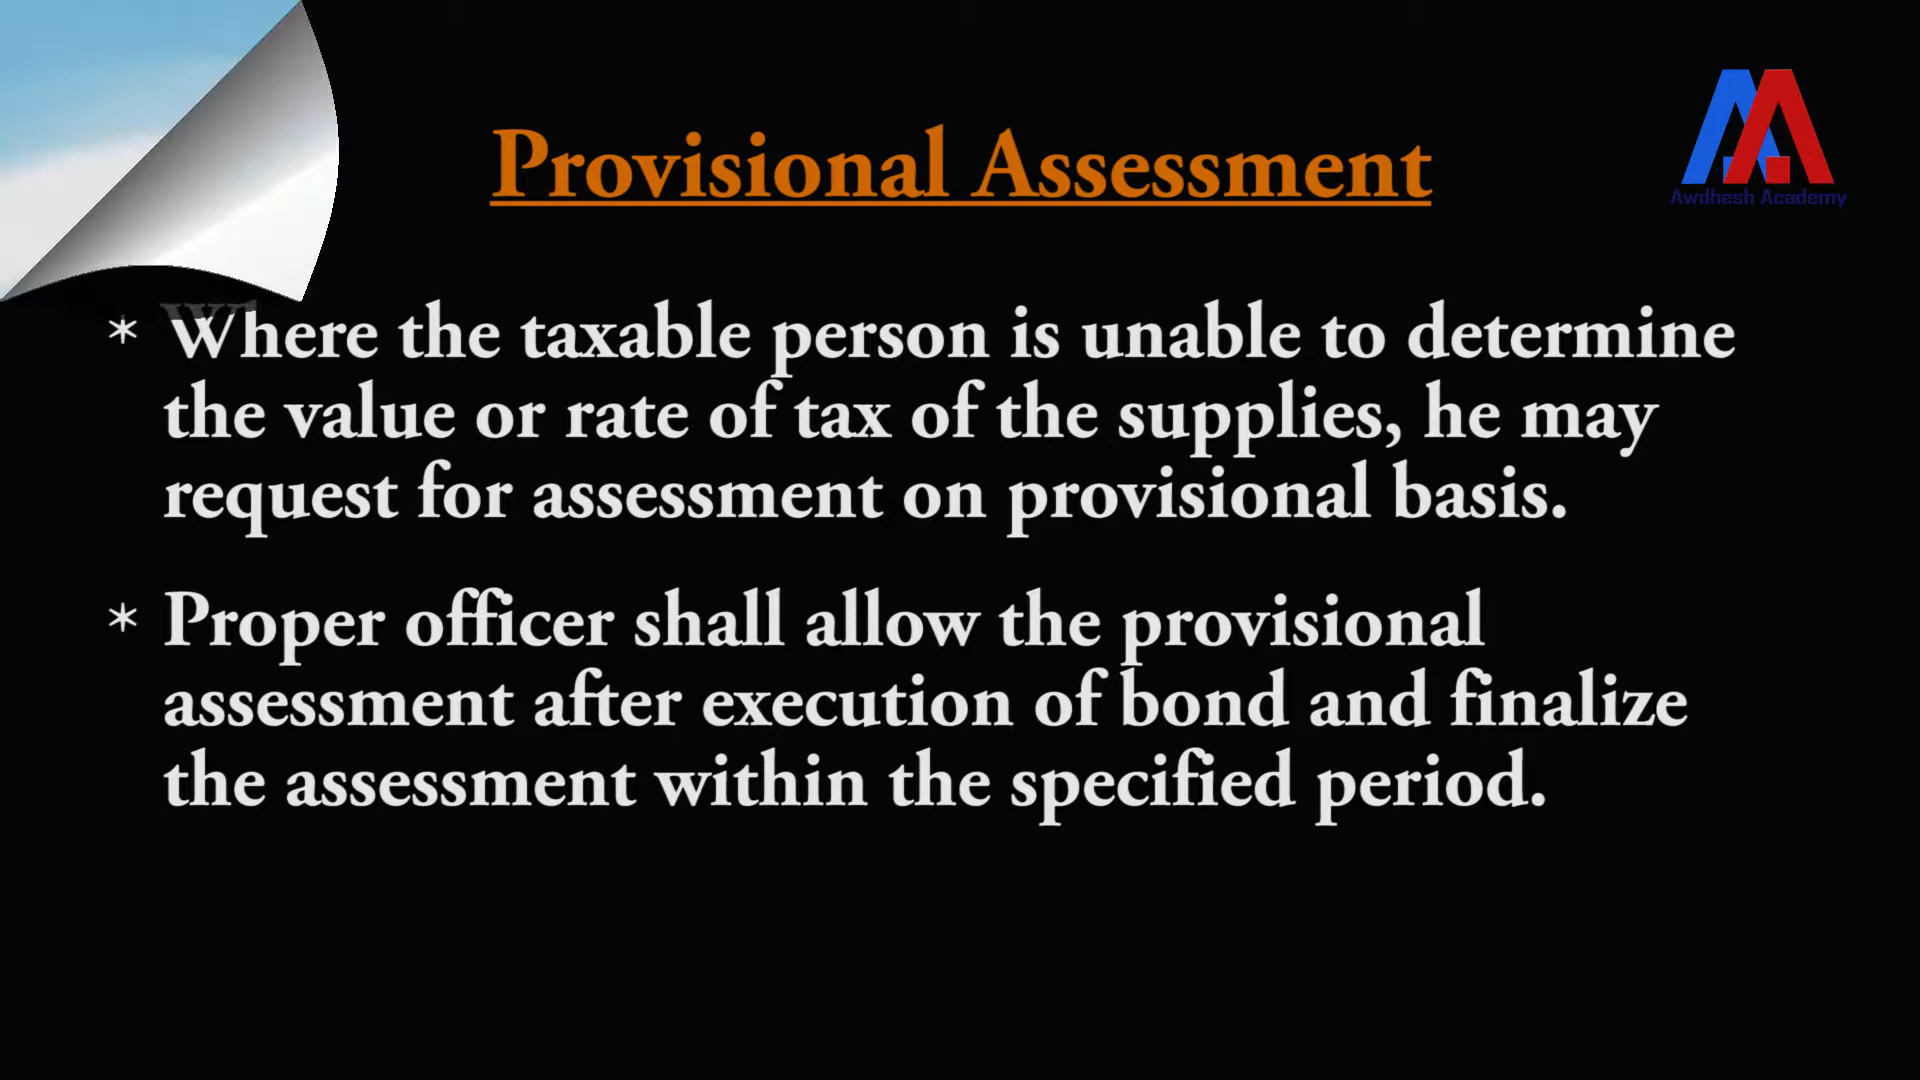 Provisional Assessment
Awdhesh Academy
* Where the taxable person is unable to determine
the value or rate of tax of the supplies, he may
request for assessment on provisional basis.
* Proper officer shall allow the provisional
assessment after execution of bond and finalize
the assessment within the specified period.